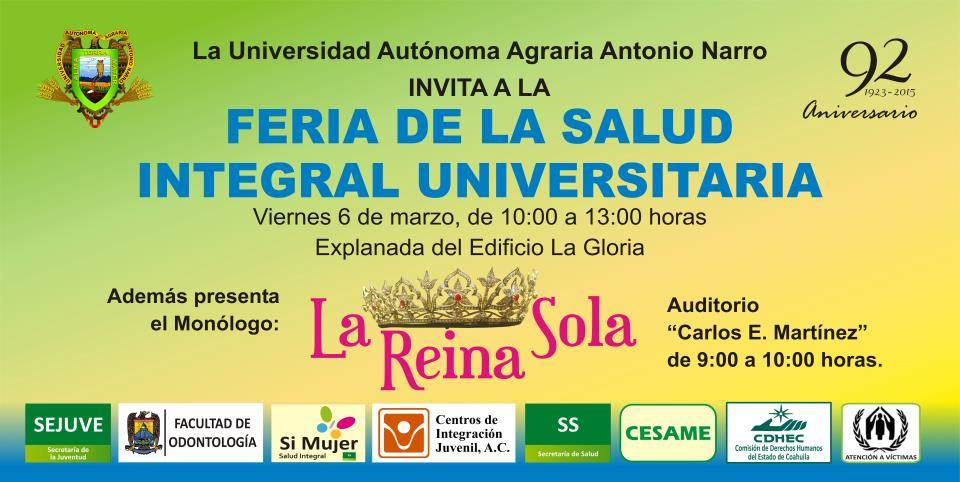 La Universidad Autónoma Agraria Antonio Narro
INVITA A LA
FERIA DE LA SALUD
INTEGRAL UNIVERSITARIA
Viernes 6 de marzo, de 10:00 a 13:00 horas
Explanada del Edificio La Gloria
92
1923-2015
Aniversario
Además presenta
el Monólogo:
La Reina Sola
Auditorio
“Carlos E. Martínez”
de 9:00 a 10:00 horas.
SEJUVE
Secretaría de
la Juventud
FACULTAD DE
ODONTOLOGÍA
Si Mujer
Salud Integral
Centros de
Integración
Juvenil, A.C.
SS
Secretaría de Salud
CESAME
CDHEC
Comisión de Derechos Humanos
del Estado de Coahuila
ATENCIÓN A VÍCTIMAS